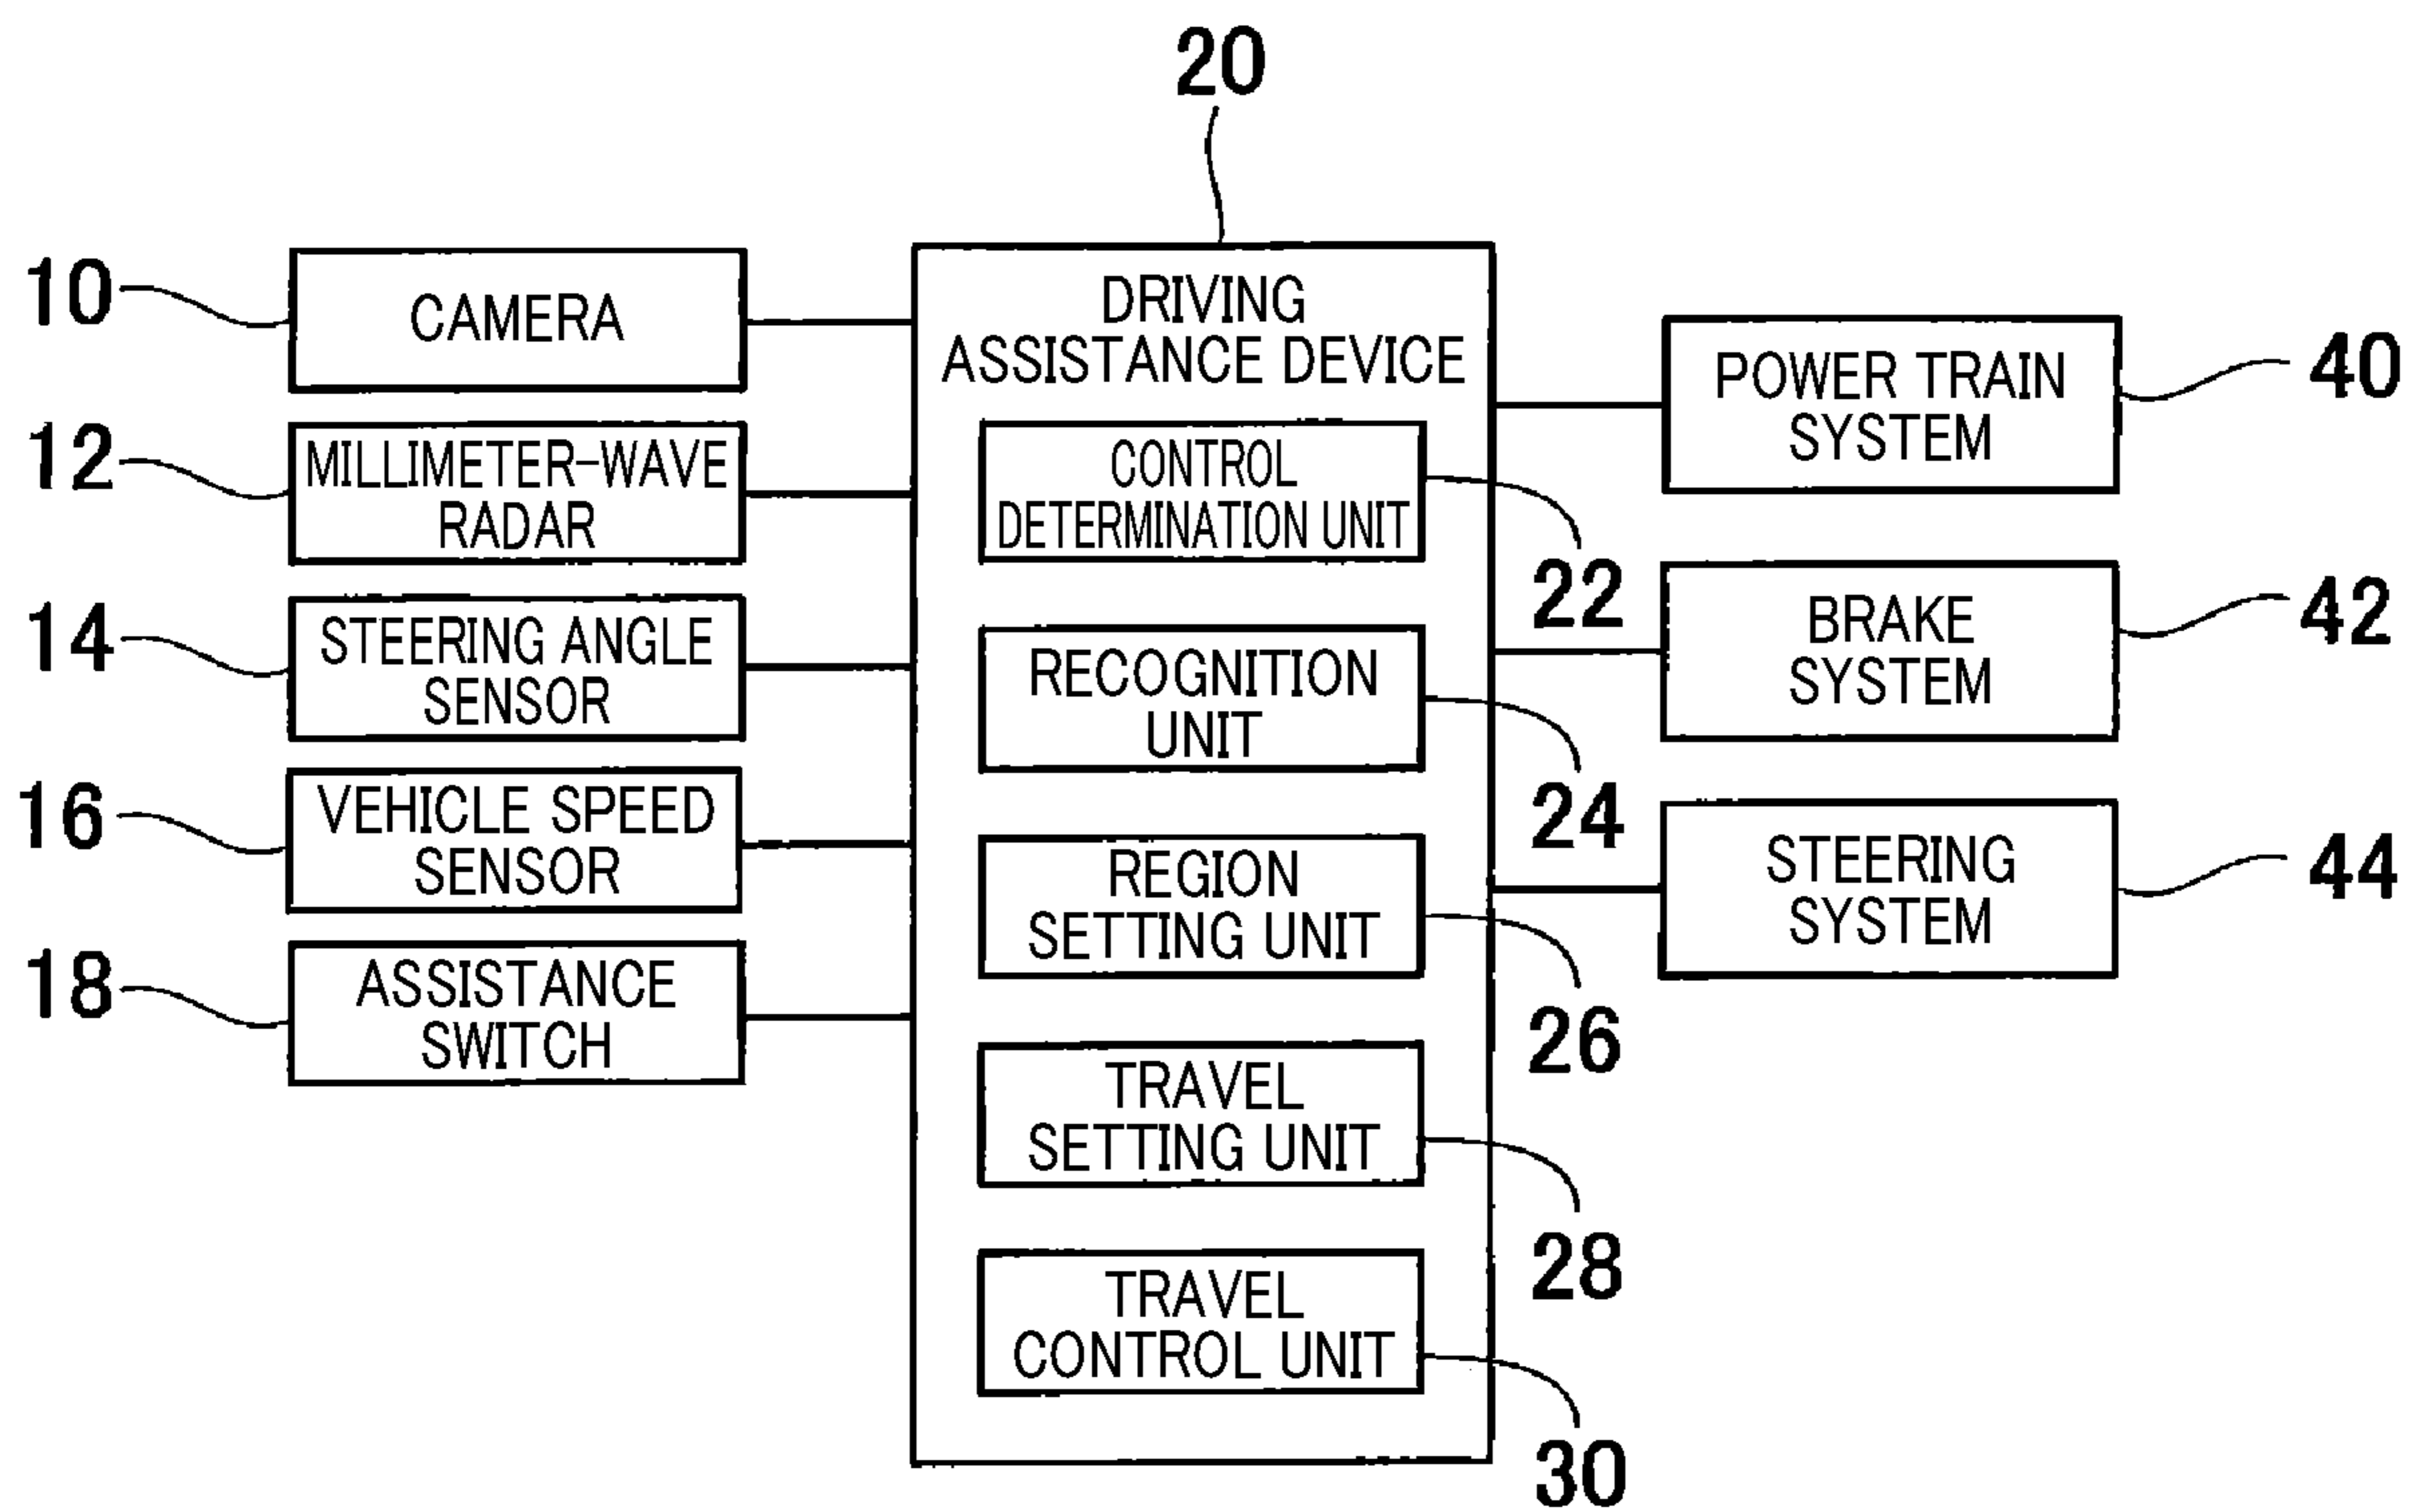 20
10
CAMERA
12
MILLIMETER-WAVE
RADAR
14
STEERING ANGLE
SENSOR
16
VEHICLE SPEED
SENSOR
18
ASSISTANCE
SWITCH
DRIVING
ASSISTANCE DEVICE
CONTROL
DETERMINATION UNIT
22
RECOGNITION
UNIT
24
REGION
SETTING UNIT
26
TRAVEL
SETTING UNIT
28
TRAVEL
CONTROL UNIT
30
POWER TRAIN
SYSTEM
40
BRAKE
SYSTEM
42
STEERING
SYSTEM
44